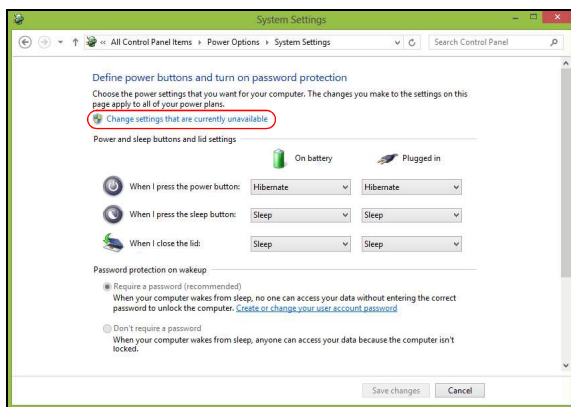 System Settings
« All Control Panel Items ▸ Power Options ▸ System Settings
Search Control Panel
Define power buttons and turn on password protection
Choose the power settings that you want for your computer. The changes you make to the settings on this
page apply to all of your power plans.
Change settings that are currently unavailable
Power and sleep buttons and lid settings
On battery Plugged in
When I press the power button: Hibernate Hibernate
When I press the sleep button: Sleep Sleep
When I close the lid: Sleep Sleep
Password protection on wakeup
Require a password (recommended)
When your computer wakes from sleep, no one can access your data without entering the correct
password to unlock the computer. Create or change your user account password
Don't require a password
When your computer wakes from sleep, anyone can access your data because the computer isn't
locked.
Save changes Cancel